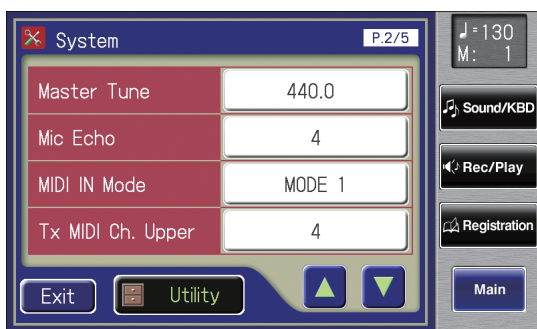 System
P.2/5
Master Tune
440.0
Mic Echo
4
MIDI IN Mode
MODE 1
Tx MIDI Ch. Upper
4
Exit
Utility
♩=130
M: 1
Sound/KBD
Rec/Play
Registration
Main